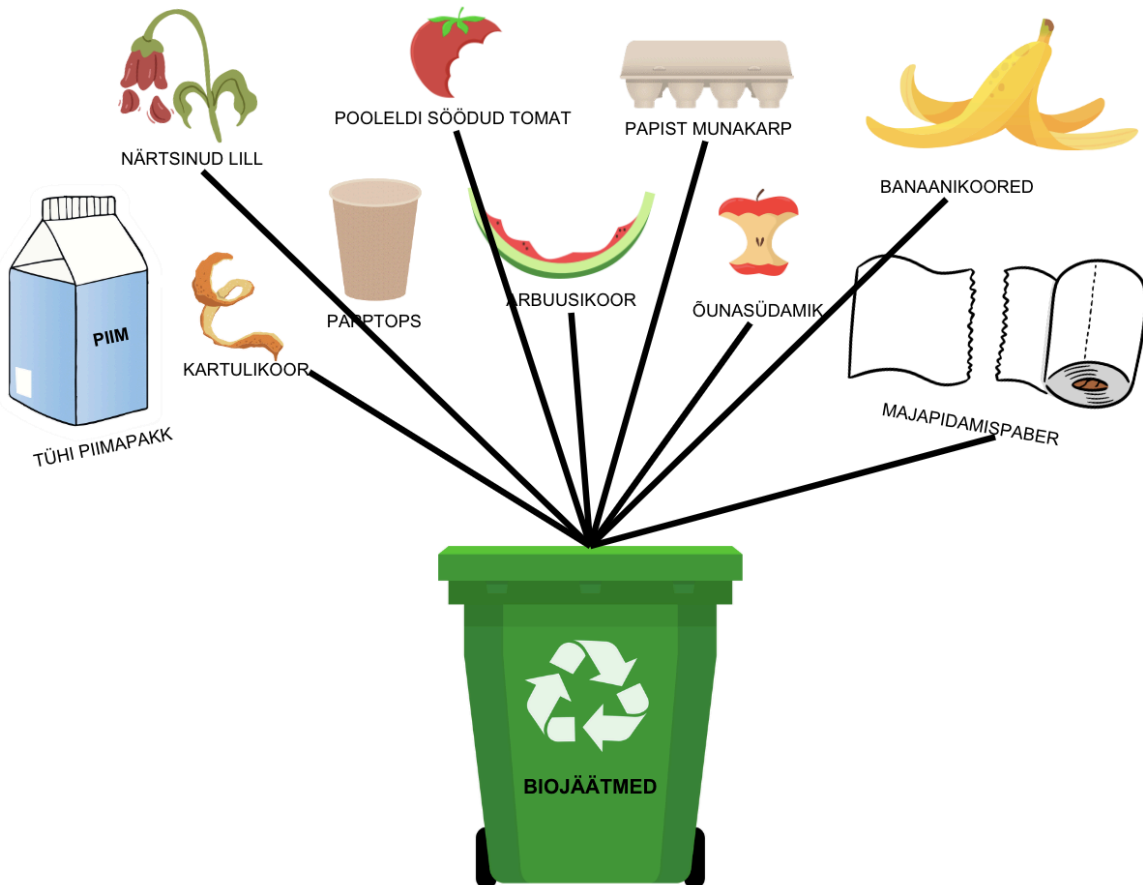 POOLELDI SÖÖDUD TOMAT
PAPIST MUNAKARP
NÄRTSINUD LILL
BANAANIKOORED
PIIM
PAPPTOPS
ARBUUSIKOOR
ÕUNASÜDAMIK
KARTULIKOOR
MAJAPIDAMISPABER
TÜHI PIIMAPAKK
BIOJÄÄTMED